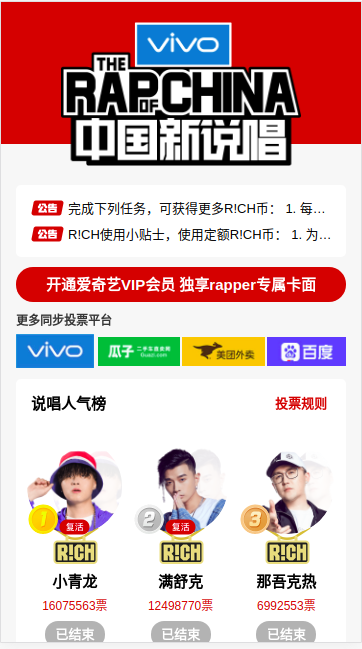 vivo
THE
RAP OF CHINA
中国新说唱
公告 完成下列任务，可获得更多R!CH币： 1. 每...
公告 R!CH使用小贴士，使用定额R!CH币： 1. 为...
开通爱奇艺VIP会员 独享rapper专属卡面
更多同步投票平台
vivo 瓜子 二手车直卖网 Guazi.com 美团外卖 百度
说唱人气榜 投票规则
1 2 3
复活 复活
R!CH R!CH R!CH
小青龙 满舒克 那吾克热
16075563票 12498770票 6992553票
已结束 已结束 已结束